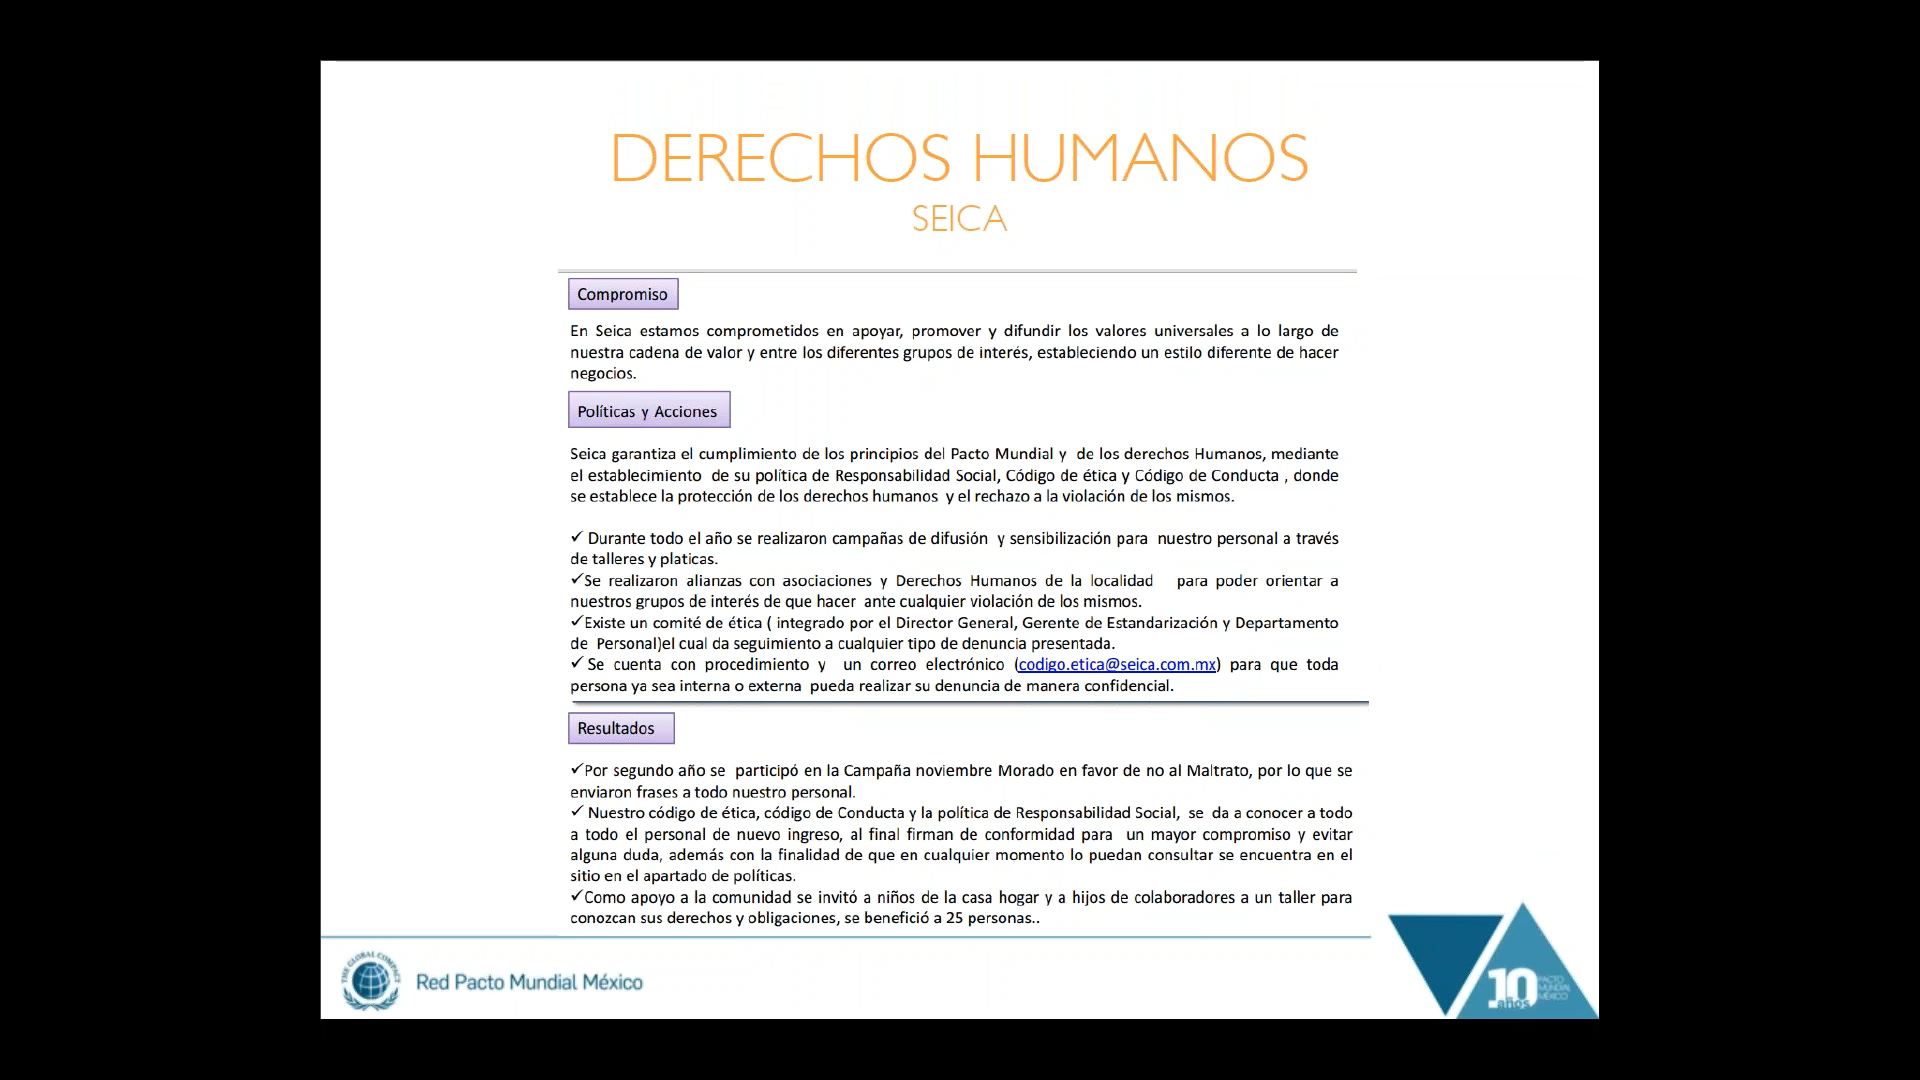 DERECHOS HUMANOS
SEICA
Compromiso
En Seica estamos comprometidos en apoyar, promover y difundir los valores universales a lo largo de
nuestra cadena de valor y entre los diferentes grupos de interés, estableciendo un estilo diferente de hacer
negocios.
Políticas y Acciones
Seica garantiza el cumplimiento de los principios del Pacto Mundial y de los derechos Humanos, mediante
el establecimiento de su política de Responsabilidad Social, Código de ética y Código de Conducta , donde
se establece la protección de los derechos humanos y el rechazo a la violación de los mismos.
✓ Durante todo el año se realizaron campañas de difusión y sensibilización para nuestro personal a través
de talleres y platicas.
✓Se realizaron alianzas con asociaciones y Derechos Humanos de la localidad para poder orientar a
nuestros grupos de interés de que hacer ante cualquier violación de los mismos.
✓Existe un comité de ética ( integrado por el Director General, Gerente de Estandarización y Departamento
de Personal)el cual da seguimiento a cualquier tipo de denuncia presentada.
✓ Se cuenta con procedimiento y un correo electrónico (codigo.etica@seica.com.mx) para que toda
persona ya sea interna o externa pueda realizar su denuncia de manera confidencial.
Resultados
✓Por segundo año se participó en la Campaña noviembre Morado en favor de no al Maltrato, por lo que se
enviaron frases a todo nuestro personal.
✓ Nuestro código de ética, código de Conducta y la política de Responsabilidad Social, se da a conocer a todo
a todo el personal de nuevo ingreso, al final firman de conformidad para un mayor compromiso y evitar
alguna duda, además con la finalidad de que en cualquier momento lo puedan consultar se encuentra en el
sitio en el apartado de políticas.
✓Como apoyo a la comunidad se invitó a niños de la casa hogar y a hijos de colaboradores a un taller para
conozcan sus derechos y obligaciones, se benefició a 25 personas..
THE GLOBAL COMPACT
Red Pacto Mundial México
10
años
PACTO
MUNDIAL
MÉXICO